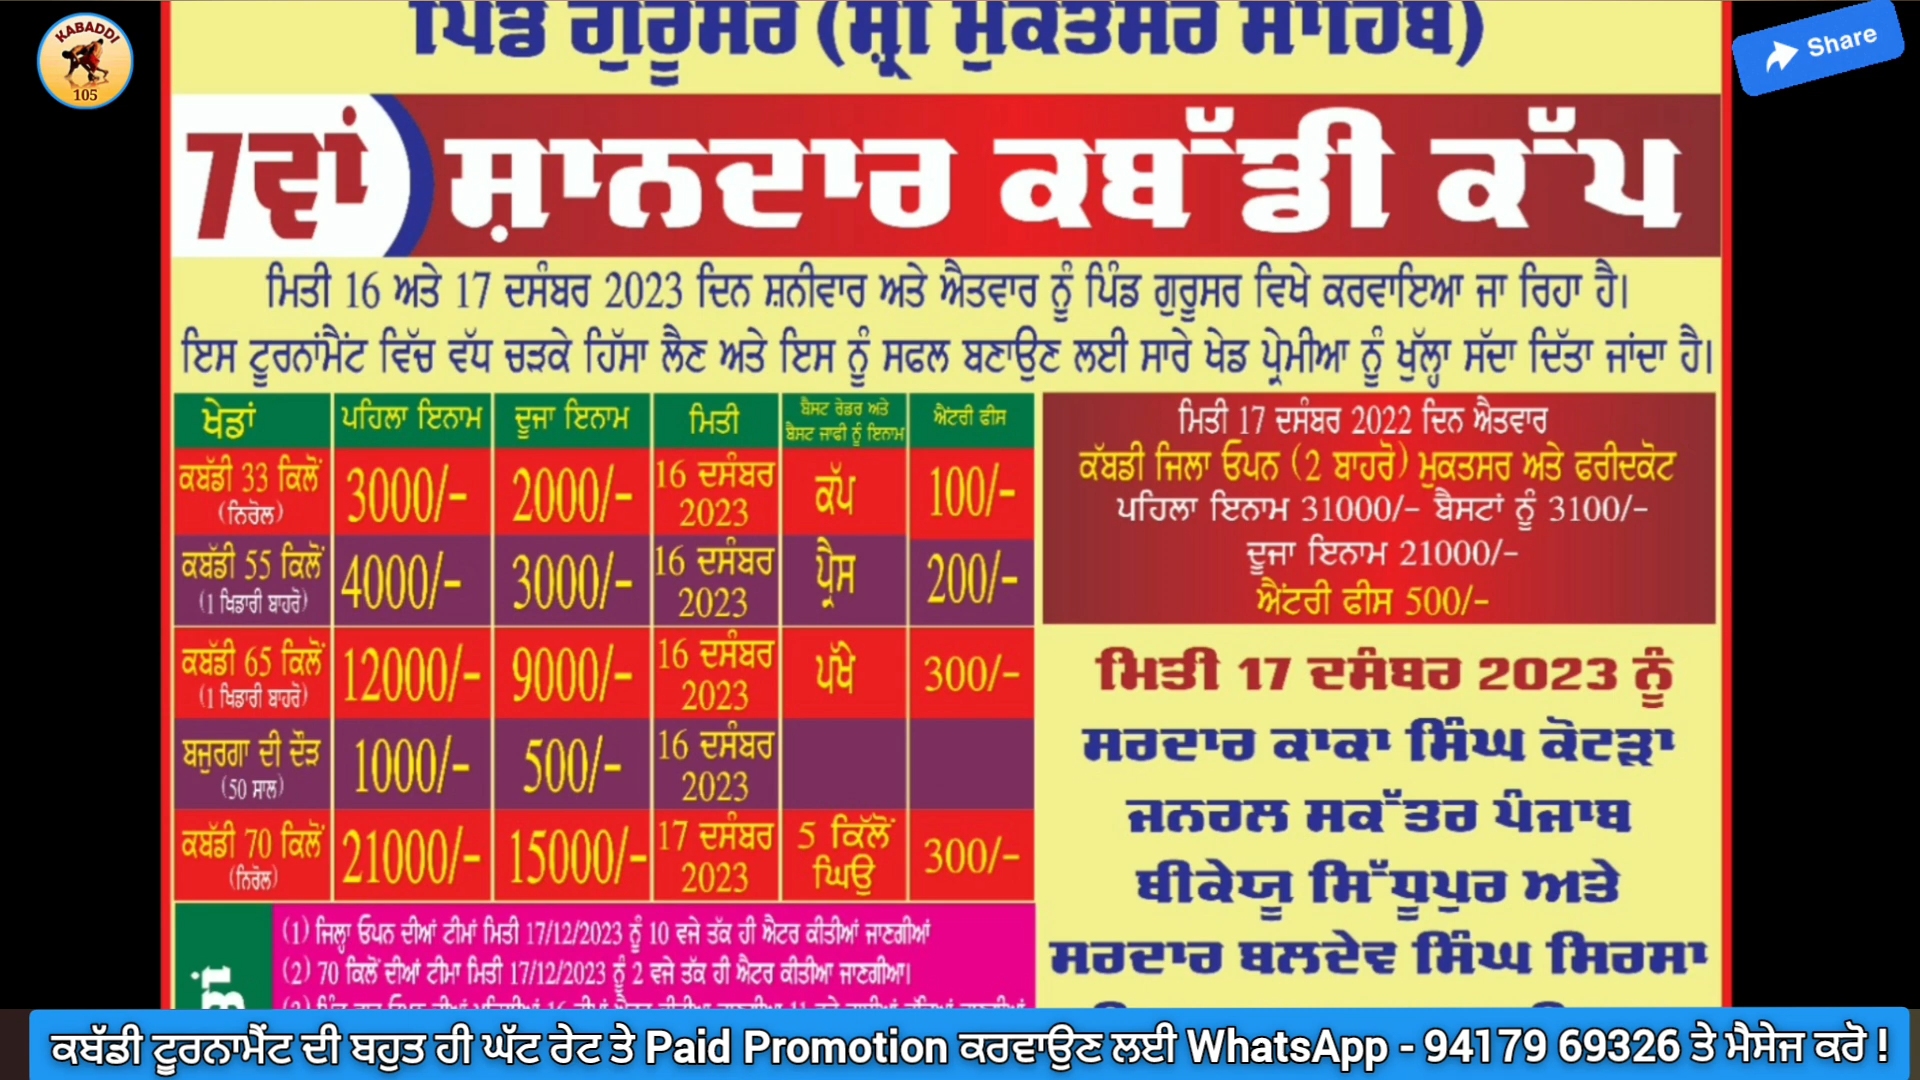 KABADDI
105
Share
ਪਿੰਡ ਗੁਰੂਸਰ (ਸ਼੍ਰੀ ਮੁਕਤਸਰ ਸਾਹਿਬ)
7ਵਾਂ ਸ਼ਾਨਦਾਰ ਕਬੱਡੀ ਕੱਪ
ਮਿਤੀ 16 ਅਤੇ 17 ਦਸੰਬਰ 2023 ਦਿਨ ਸ਼ਨੀਵਾਰ ਅਤੇ ਐਤਵਾਰ ਨੂੰ ਪਿੰਡ ਗੁਰੂਸਰ ਵਿਖੇ ਕਰਵਾਇਆ ਜਾ ਰਿਹਾ ਹੈ।
ਇਸ ਟੂਰਨਾਂਮੈਂਟ ਵਿੱਚ ਵੱਧ ਚੜਕੇ ਹਿੱਸਾ ਲੈਣ ਅਤੇ ਇਸ ਨੂੰ ਸਫਲ ਬਣਾਉਣ ਲਈ ਸਾਰੇ ਖੇਡ ਪ੍ਰੇਮੀਆ ਨੂੰ ਖੁੱਲ੍ਹਾ ਸੱਦਾ ਦਿੱਤਾ ਜਾਂਦਾ ਹੈ।
ਖੇਡਾਂ ਪਹਿਲਾ ਇਨਾਮ ਦੂਜਾ ਇਨਾਮ ਮਿਤੀ ਬੈਸਟ ਰੇਡਰ ਅਤੇ ਬੈਸਟ ਜਾਫੀ ਨੂੰ ਇਨਾਮ ਐਂਟਰੀ ਫੀਸ
ਕਬੱਡੀ 33 ਕਿਲੋਂ (ਨਿਰੋਲ) 3000/- 2000/- 16 ਦਸੰਬਰ 2023 ਕੱਪ 100/-
ਕਬੱਡੀ 55 ਕਿਲੋਂ (1 ਖਿਡਾਰੀ ਬਾਹਰੋ) 4000/- 3000/- 16 ਦਸੰਬਰ 2023 ਪ੍ਰੈਸ 200/-
ਕਬੱਡੀ 65 ਕਿਲੋਂ (1 ਖਿਡਾਰੀ ਬਾਹਰੋ) 12000/- 9000/- 16 ਦਸੰਬਰ 2023 ਪੱਖੇ 300/-
ਬਜੁਰਗਾ ਦੀ ਦੌੜ (50 ਸਾਲ) 1000/- 500/- 16 ਦਸੰਬਰ 2023
ਕਬੱਡੀ 70 ਕਿਲੋਂ (ਨਿਰੋਲ) 21000/- 15000/- 17 ਦਸੰਬਰ 2023 5 ਕਿੱਲੋਂ ਘਿਉ 300/-
ਮਿਤੀ 17 ਦਸੰਬਰ 2022 ਦਿਨ ਐਤਵਾਰ
ਕੱਬਡੀ ਜਿਲਾ ਓਪਨ (2 ਬਾਹਰੋ) ਮੁਕਤਸਰ ਅਤੇ ਫਰੀਦਕੋਟ
ਪਹਿਲਾ ਇਨਾਮ 31000/- ਬੈਸਟਾਂ ਨੂੰ 3100/-
ਦੂਜਾ ਇਨਾਮ 21000/-
ਐਂਟਰੀ ਫੀਸ 500/-
ਮਿਤੀ 17 ਦਸੰਬਰ 2023 ਨੂੰ
ਸਰਦਾਰ ਕਾਕਾ ਸਿੰਘ ਕੋਟੜਾ
ਜਨਰਲ ਸਕੱਤਰ ਪੰਜਾਬ
ਬੀਕੇਯੂ ਸਿੱਧੂਪੁਰ ਅਤੇ
ਸਰਦਾਰ ਬਲਦੇਵ ਸਿੰਘ ਸਿਰਸਾ
(1) ਜਿਲ੍ਹਾ ਓਪਨ ਦੀਆਂ ਟੀਮਾਂ ਮਿਤੀ 17/12/2023 ਨੂੰ 10 ਵਜੇ ਤੱਕ ਹੀ ਐਟਰ ਕੀਤੀਆਂ ਜਾਣਗੀਆਂ
(2) 70 ਕਿਲੋਂ ਦੀਆਂ ਟੀਮਾ ਮਿਤੀ 17/12/2023 ਨੂੰ 2 ਵਜੇ ਤੱਕ ਹੀ ਐਟਰ ਕੀਤੀਆ ਜਾਣਗੀਆ।
ਕਬੱਡੀ ਟੂਰਨਾਮੈਂਟ ਦੀ ਬਹੁਤ ਹੀ ਘੱਟ ਰੇਟ ਤੇ Paid Promotion ਕਰਵਾਉਣ ਲਈ WhatsApp - 94179 69326 ਤੇ ਮੈਸੇਜ ਕਰੋ !